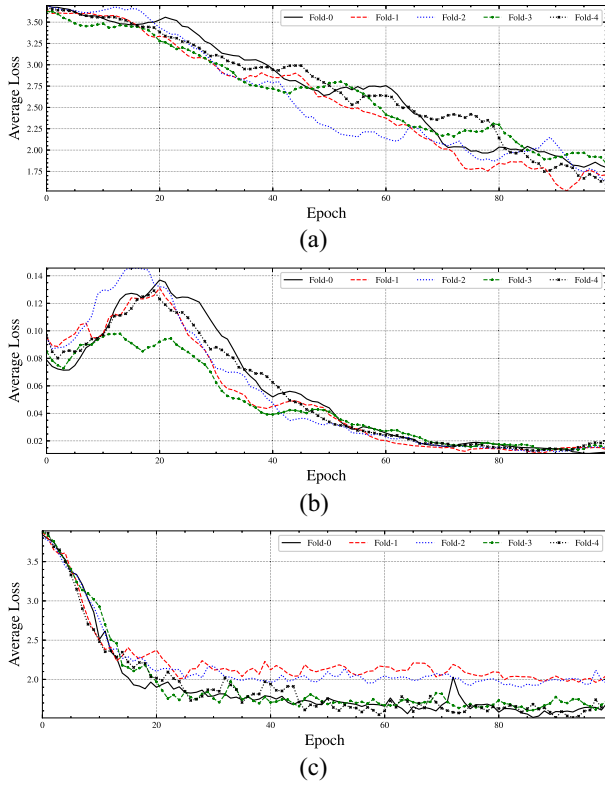 Fold-0 Fold-1 Fold-2 Fold-3 Fold-4
3.50
3.25
3.00
2.75
2.50
2.25
2.00
1.75
Average Loss
0 20 40 60 80
Epoch
(a)
Fold-0 Fold-1 Fold-2 Fold-3 Fold-4
0.14
0.12
0.10
0.08
0.06
0.04
0.02
Average Loss
0 20 40 60 80
Epoch
(b)
Fold-0 Fold-1 Fold-2 Fold-3 Fold-4
3.5
3.0
2.5
2.0
Average Loss
0 20 40 60 80
Epoch
(c)